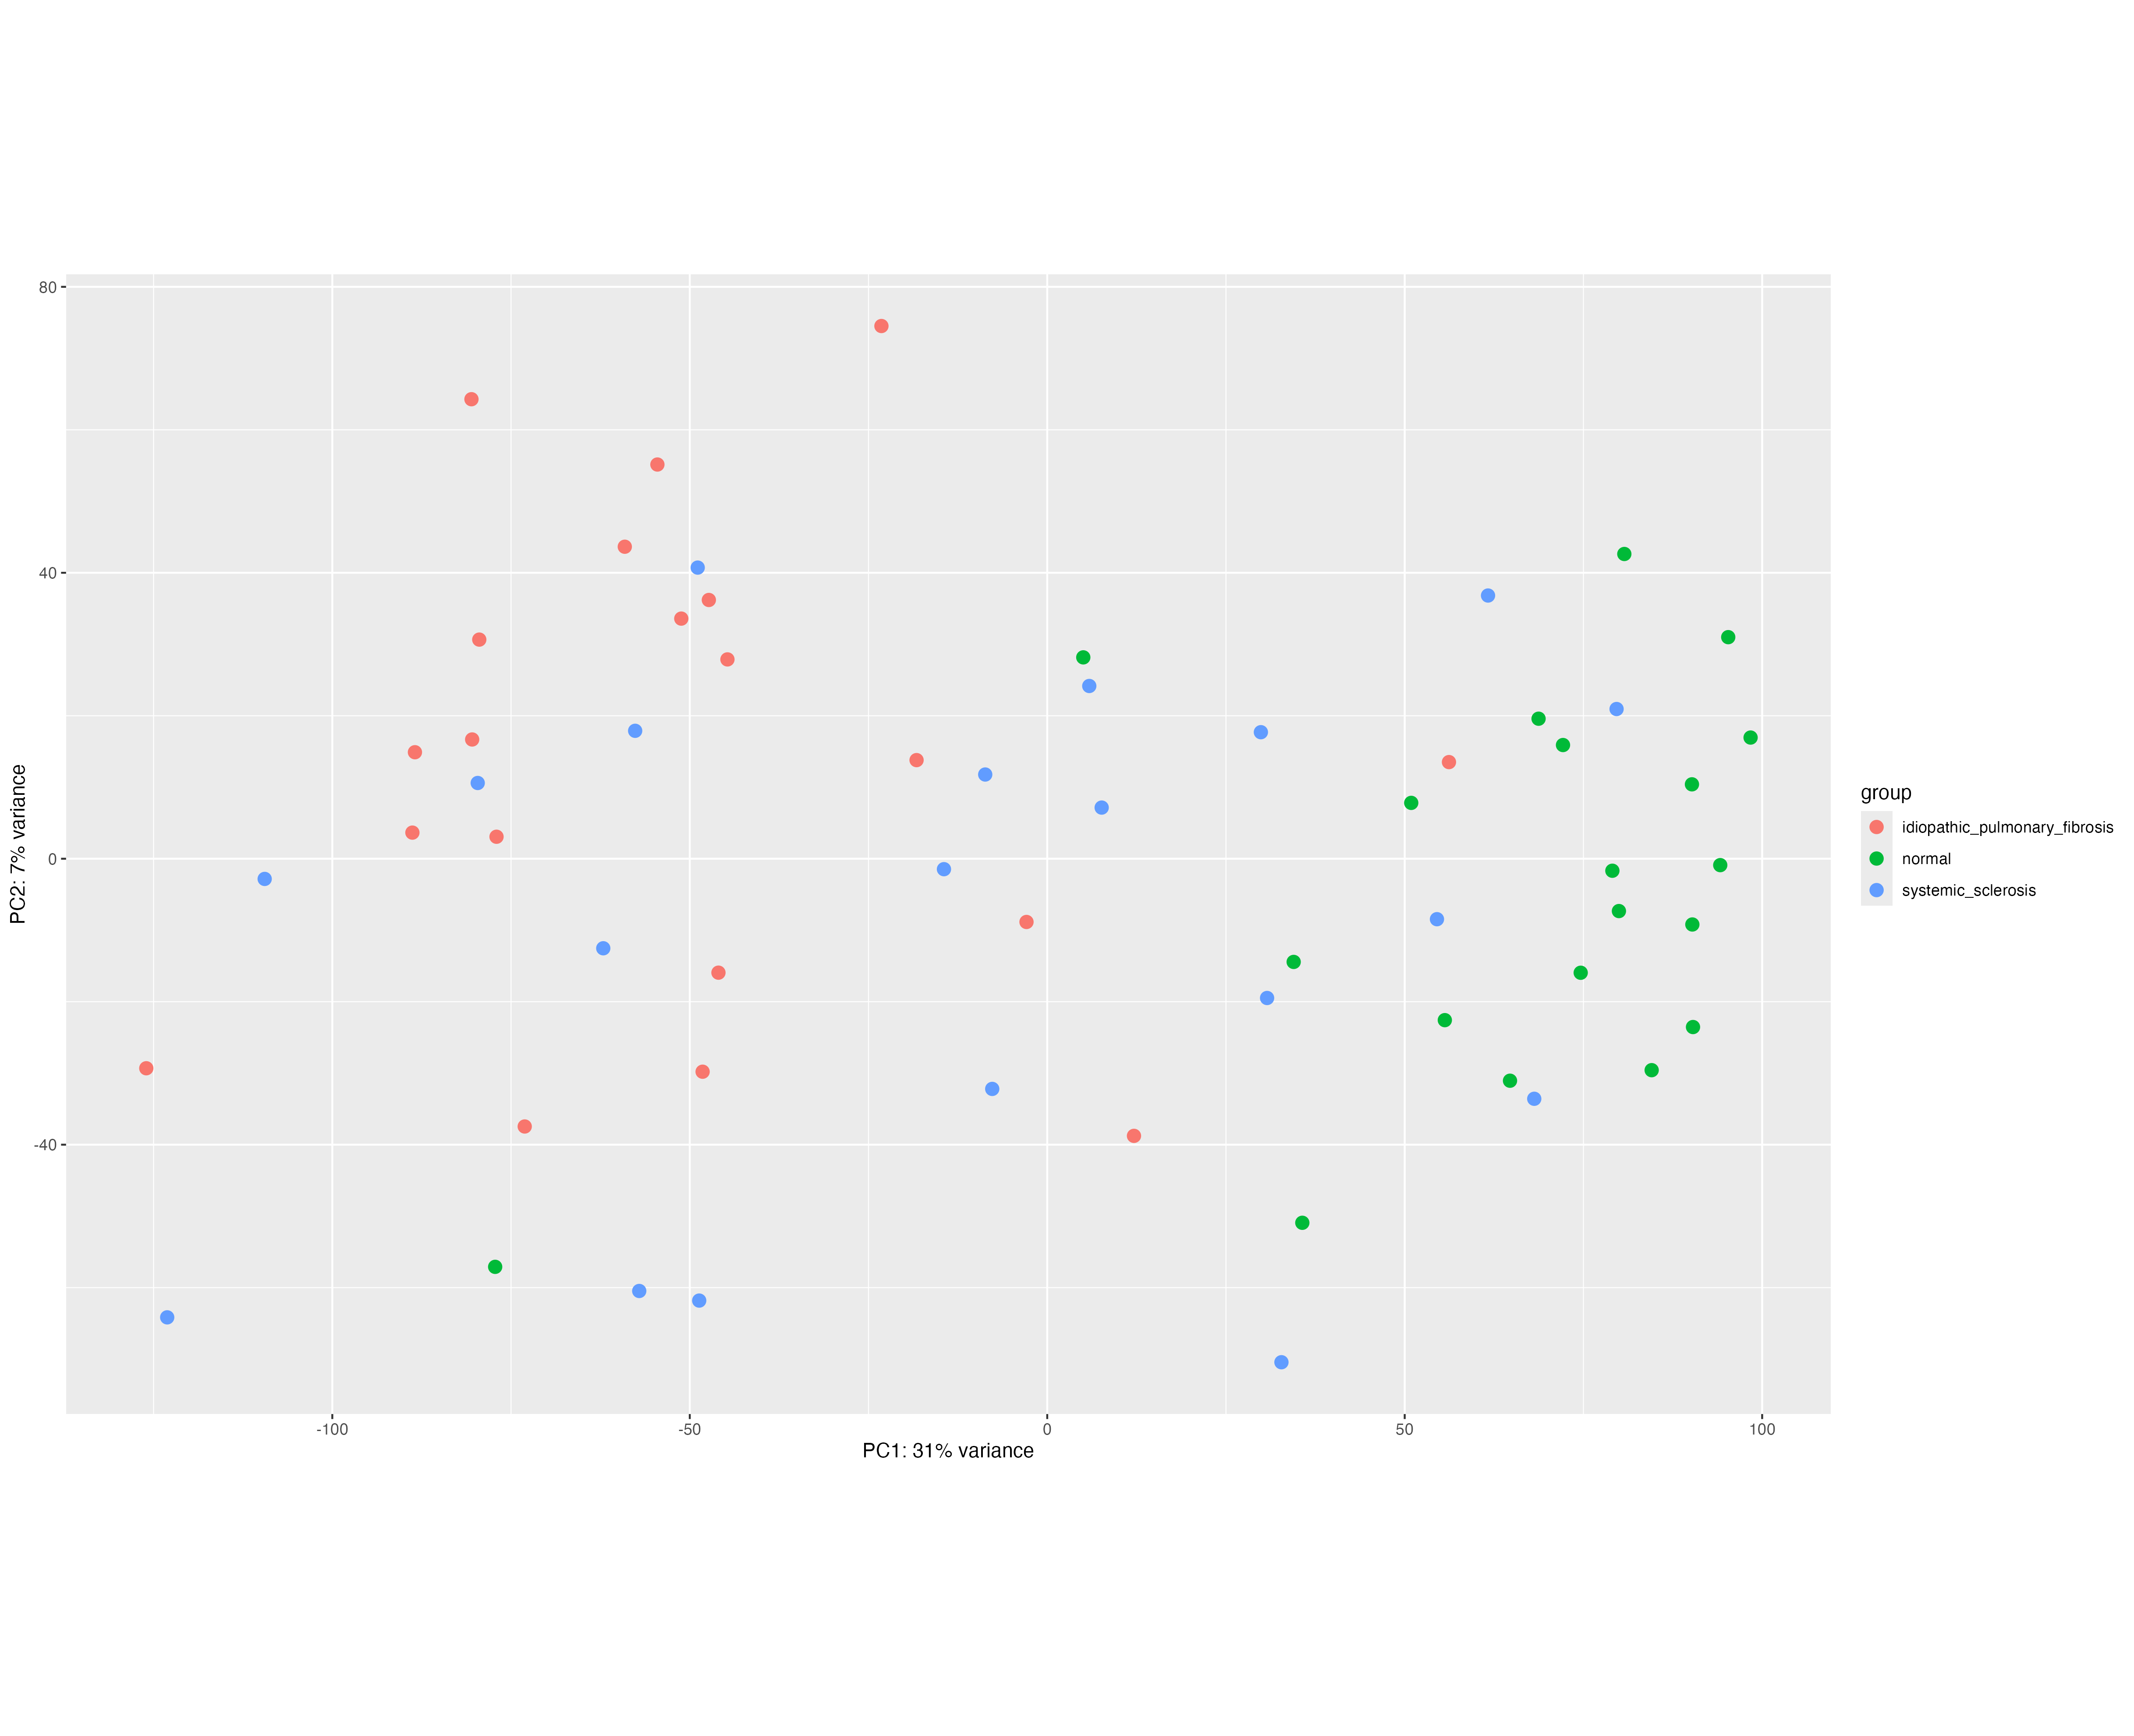 80
40
0
-40
PC2: 7% variance
-100
-50
0
50
100
PC1: 31% variance
group
idiopathic_pulmonary_fibrosis
normal
systemic_sclerosis